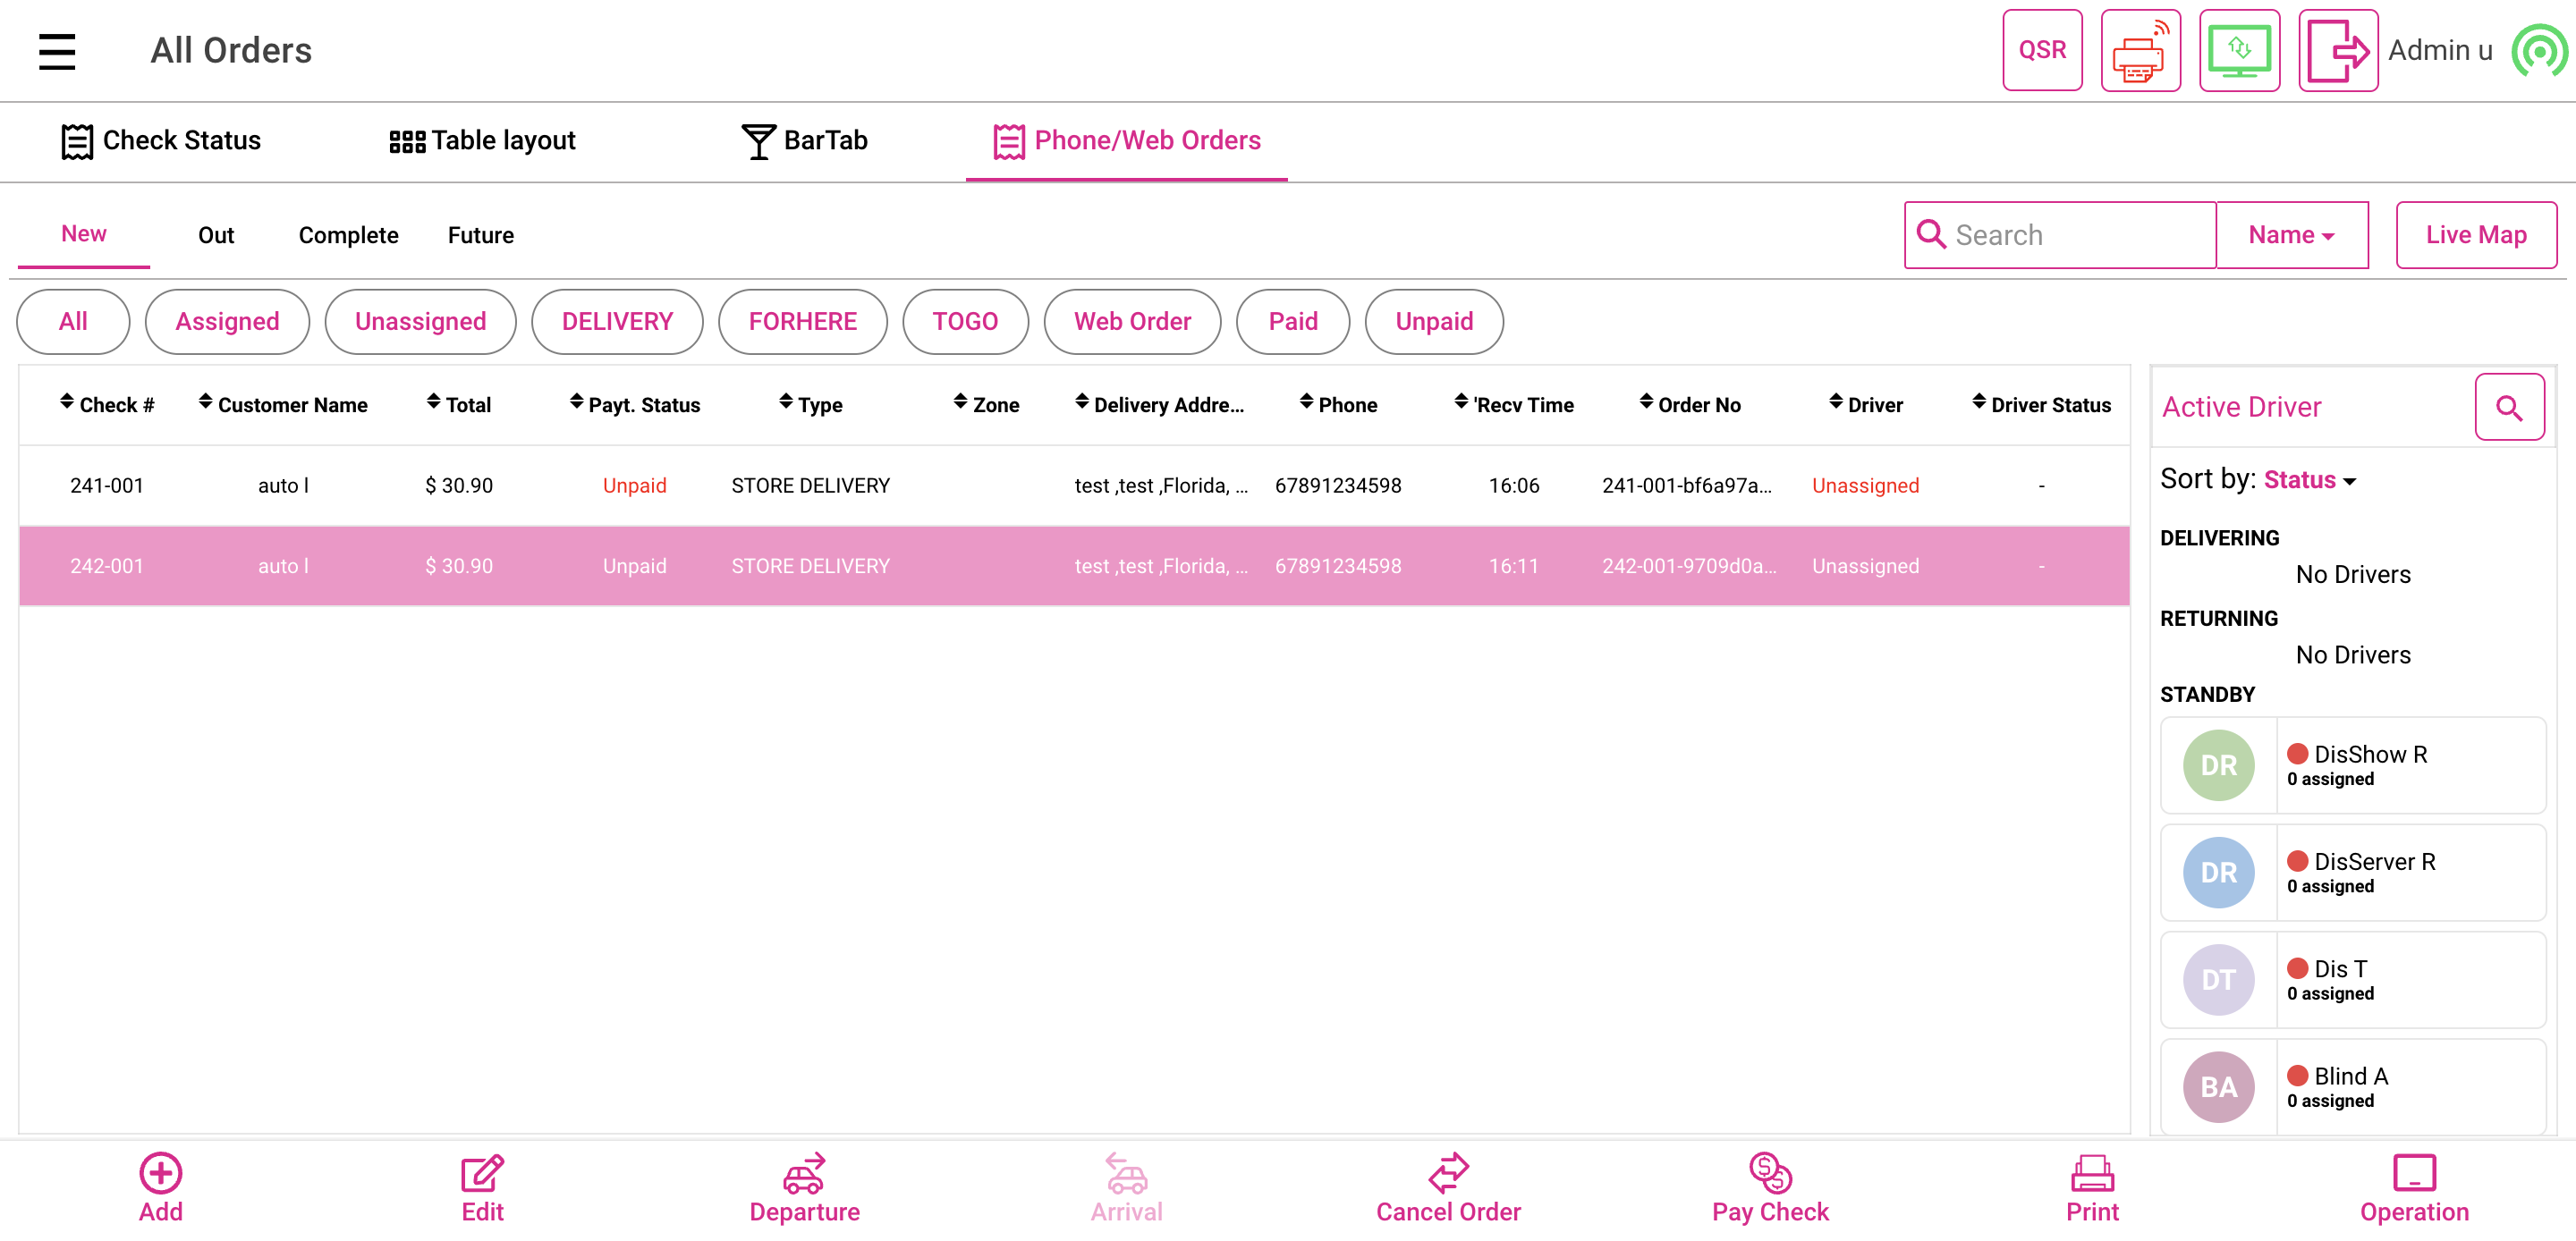 All Orders
QSR
Admin u
Check Status
Table layout
BarTab
Phone/Web Orders
New
Out
Complete
Future
Search
Name
Live Map
All
Assigned
Unassigned
DELIVERY
FORHERE
TOGO
Web Order
Paid
Unpaid
Check # Customer Name Total Payt. Status Type Zone Delivery Addre... Phone 'Recv Time Order No Driver Driver Status
241-001 auto l $ 30.90 Unpaid STORE DELIVERY test ,test ,Florida, ... 67891234598 16:06 241-001-bf6a97a... Unassigned -
242-001 auto l $ 30.90 Unpaid STORE DELIVERY test ,test ,Florida, ... 67891234598 16:11 242-001-9709d0a... Unassigned -
Active Driver
Sort by: Status
DELIVERING
No Drivers
RETURNING
No Drivers
STANDBY
DR
DisShow R
0 assigned
DR
DisServer R
0 assigned
DT
Dis T
0 assigned
BA
Blind A
0 assigned
Add
Edit
Departure
Arrival
Cancel Order
Pay Check
Print
Operation